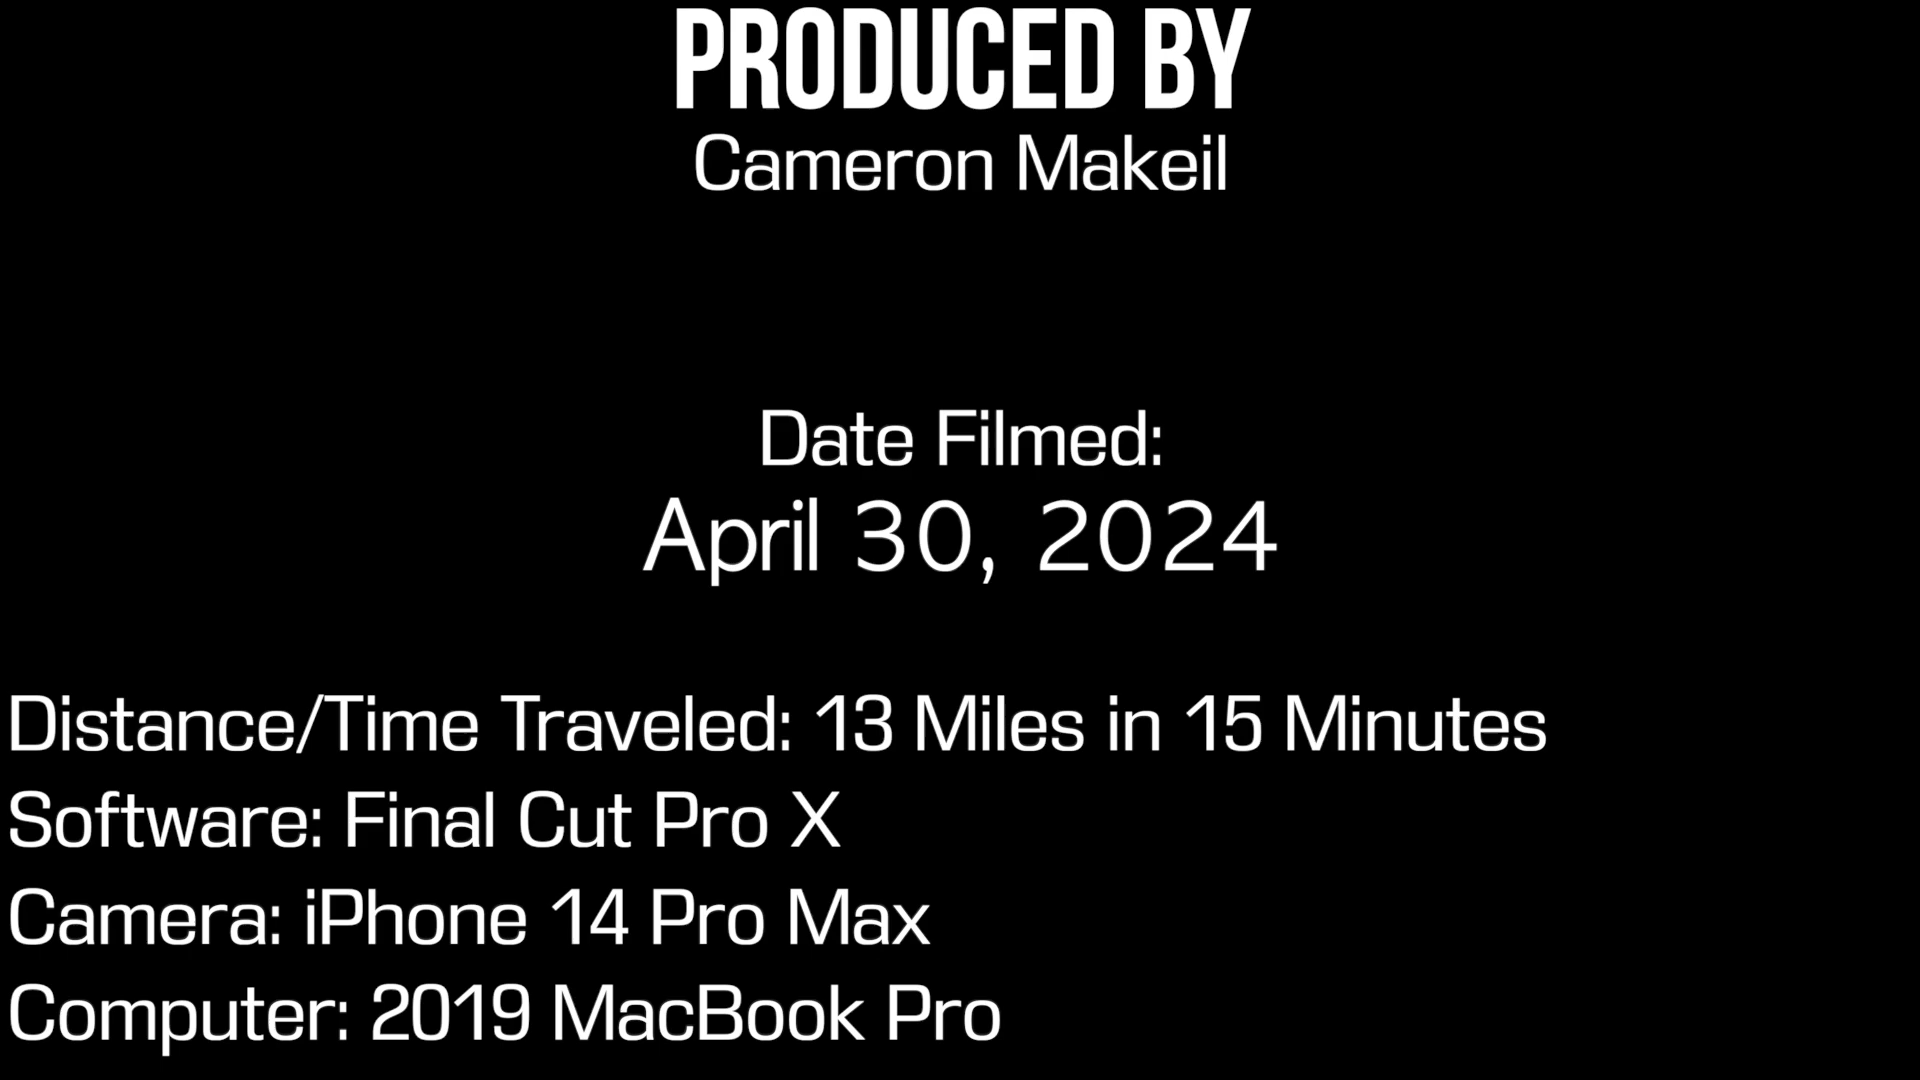 PRODUCED BY
Cameron Makeil
Date Filmed:
April 30, 2024
Distance/Time Traveled: 13 Miles in 15 Minutes
Software: Final Cut Pro X
Camera: iPhone 14 Pro Max
Computer: 2019 MacBook Pro